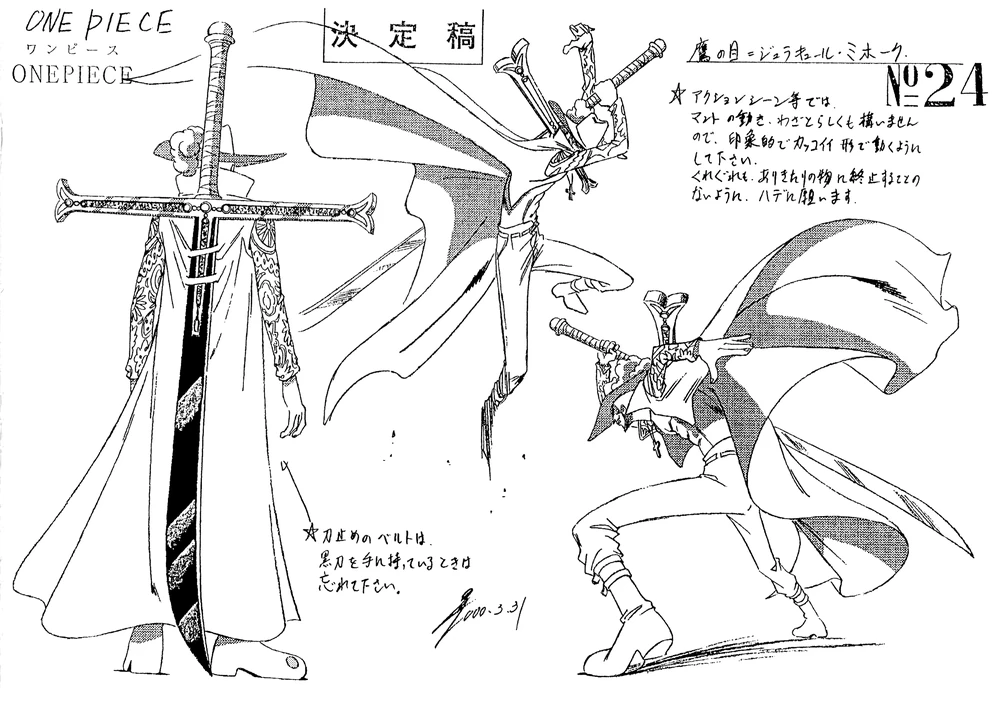 ONE PIECE
ワンピース
ONEPIECE
決定稿
鷹の目=ジュラキュール・ミホーク.
No 24
☆ アクションシーン等では、
マントの動き、わざとらしくも構いません
ので、印象的でカッコイイ形で動くように
して下さい。
くれぐれも、ありきたりの物に終止することの
ないように、ハデに願います.
☆ 刀止めのベルトは、
黒刀を手に持っているときは
忘れて下さい。
2000.3.31